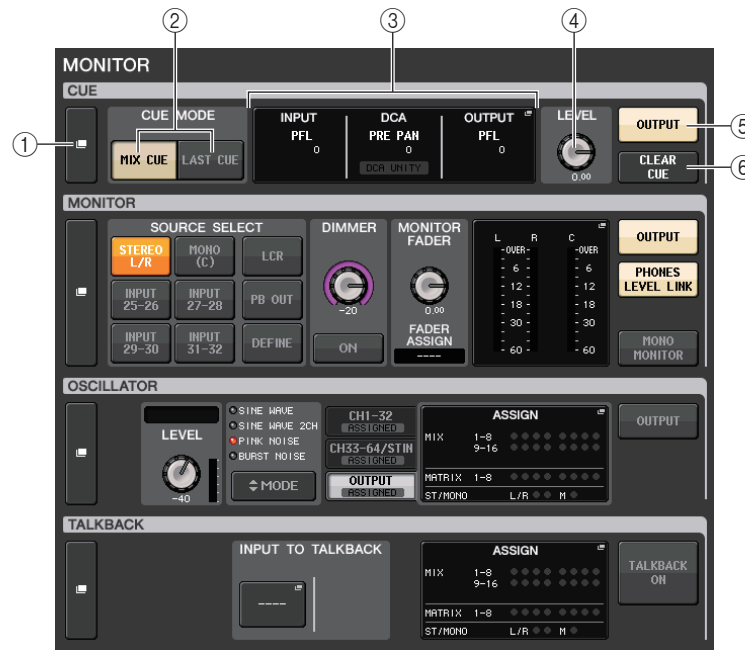 ① ② ③ ④ ⑤ ⑥
MONITOR
CUE
CUE MODE
MIX CUE
LAST CUE
INPUT
PFL
0
DCA
PRE PAN
0
DCA UNITY
OUTPUT
PFL
0
LEVEL
0.00
OUTPUT
CLEAR
CUE
MONITOR
SOURCE SELECT
STEREO
L/R
MONO
(C)
LCR
INPUT
25-26
INPUT
27-28
PB OUT
INPUT
29-30
INPUT
31-32
DEFINE
DIMMER
-20
ON
MONITOR
FADER
0.00
FADER
ASSIGN
----
L R C
-OVER- -OVER
6 6
12 12
18 18
30 30
60 60
OUTPUT
PHONES
LEVEL LINK
MONO
MONITOR
OSCILLATOR
LEVEL
-40
SINE WAVE
SINE WAVE 2CH
PINK NOISE
BURST NOISE
MODE
CH1-32
ASSIGNED
CH33-64/STIN
ASSIGNED
OUTPUT
ASSIGNED
ASSIGN
MIX 1-8
9-16
MATRIX 1-8
ST/MONO L/R M
OUTPUT
TALKBACK
INPUT TO TALKBACK
----
ASSIGN
MIX 1-8
9-16
MATRIX 1-8
ST/MONO L/R M
TALKBACK
ON